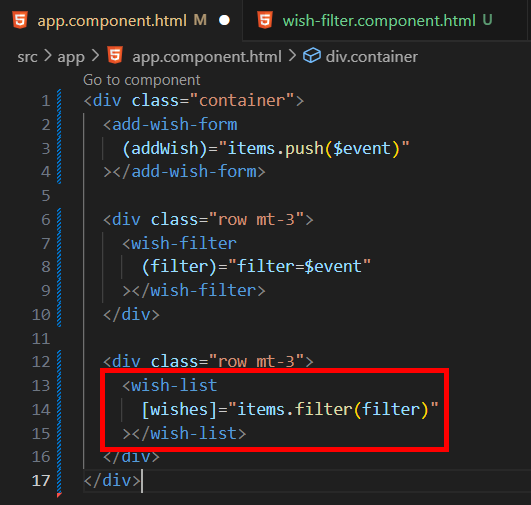 app.component.html M
wish-filter.component.html U
src > app > app.component.html > div.container
Go to component
1 <div class="container">
2 <add-wish-form
3 (addWish)="items.push($event)"
4 ></add-wish-form>
5
6 <div class="row mt-3">
7 <wish-filter
8 (filter)="filter=$event"
9 ></wish-filter>
10 </div>
11
12 <div class="row mt-3">
13 <wish-list
14 [wishes]="items.filter(filter)"
15 ></wish-list>
16 </div>
17 </div>